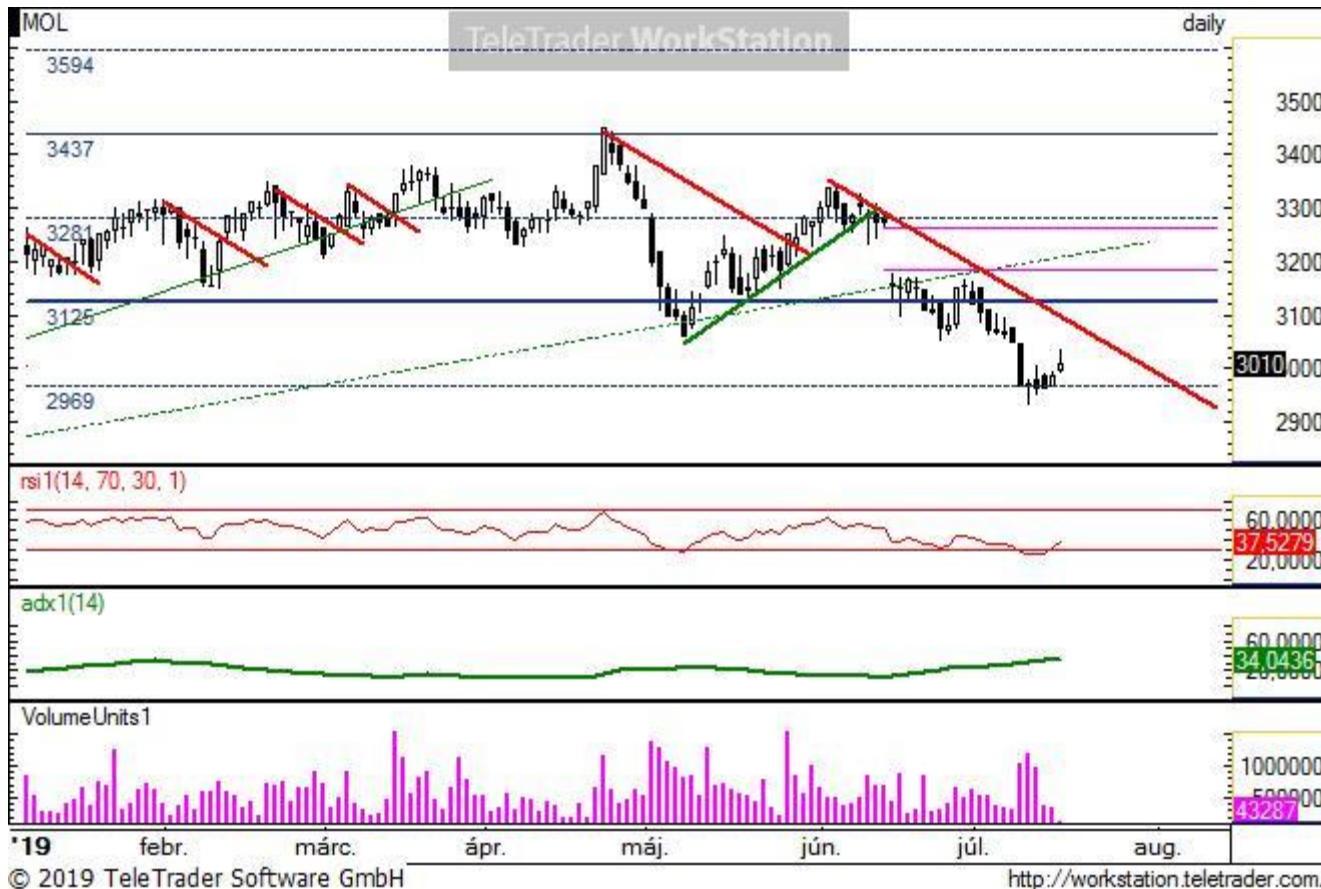 MOL
TeleTrader WorkStation
daily
3594
3437
3281
3125
2969
3500
3400
3300
3200
3100
3010
2900
rsi1(14, 70, 30, 1)
60,0000
37,5279
20,0000
adx1(14)
60,0000
34,0436
VolumeUnits1
1000000
43287
'19 febr. márc. ápr. máj. jún. júl. aug.
© 2019 TeleTrader Software GmbH
http://workstation.teletrader.com